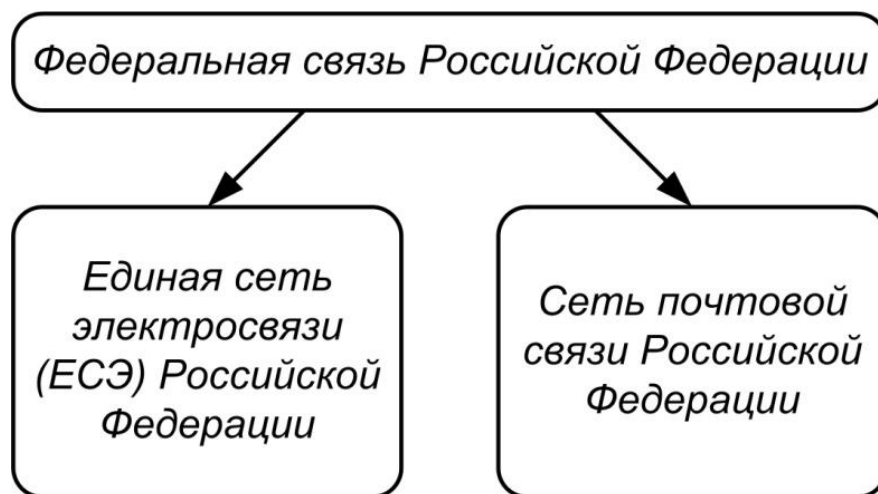 Федеральная связь Российской Федерации
Единая сеть
электросвязи
(ЕСЭ) Российской
Федерации
Сеть почтовой
связи Российской
Федерации